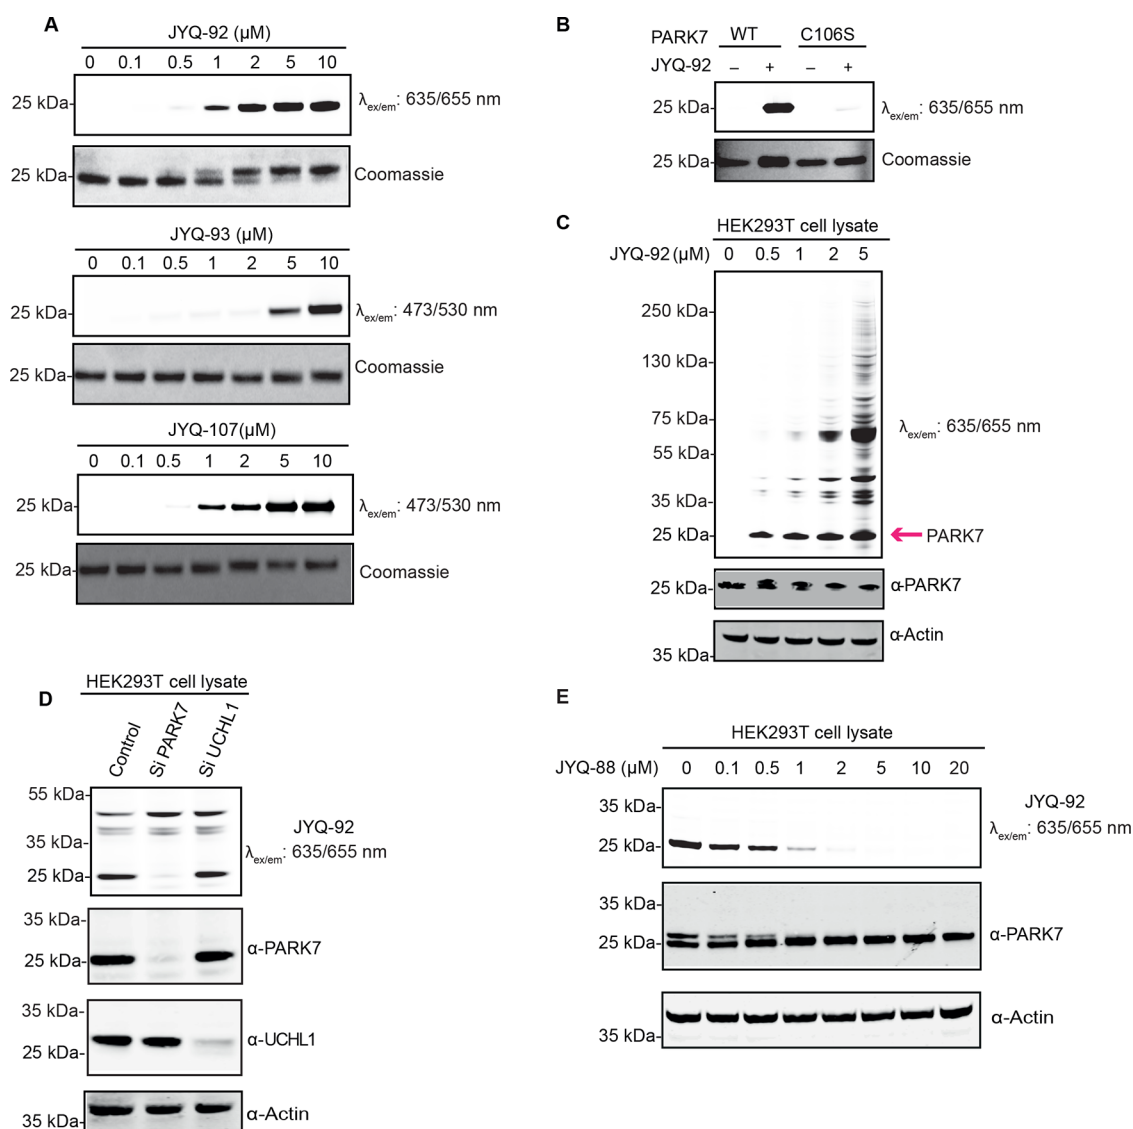 A
JYQ-92 (µM)
0 0.1 0.5 1 2 5 10
25 kDa-
λex/em: 635/655 nm
25 kDa-
Coomassie
JYQ-93 (µM)
0 0.1 0.5 1 2 5 10
25 kDa-
λex/em: 473/530 nm
25 kDa-
Coomassie
JYQ-107(µM)
0 0.1 0.5 1 2 5 10
25 kDa-
λex/em: 473/530 nm
25 kDa-
Coomassie
B
PARK7 WT C106S
JYQ-92 – + – +
25 kDa-
λex/em: 635/655 nm
25 kDa-
Coomassie
C
HEK293T cell lysate
JYQ-92 (µM) 0 0.5 1 2 5
250 kDa-
130 kDa-
75 kDa-
λex/em: 635/655 nm
55 kDa-
35 kDa-
25 kDa-
PARK7
25 kDa-
α-PARK7
α-Actin
35 kDa-
D
HEK293T cell lysate
Control Si PARK7 Si UCHL1
55 kDa-
JYQ-92
35 kDa-
λex/em: 635/655 nm
25 kDa-
35 kDa-
α-PARK7
25 kDa-
35 kDa-
α-UCHL1
25 kDa-
α-Actin
35 kDa-
E
HEK293T cell lysate
JYQ-88 (µM) 0 0.1 0.5 1 2 5 10 20
35 kDa-
JYQ-92
λex/em: 635/655 nm
25 kDa-
35 kDa-
α-PARK7
25 kDa-
α-Actin
35 kDa-